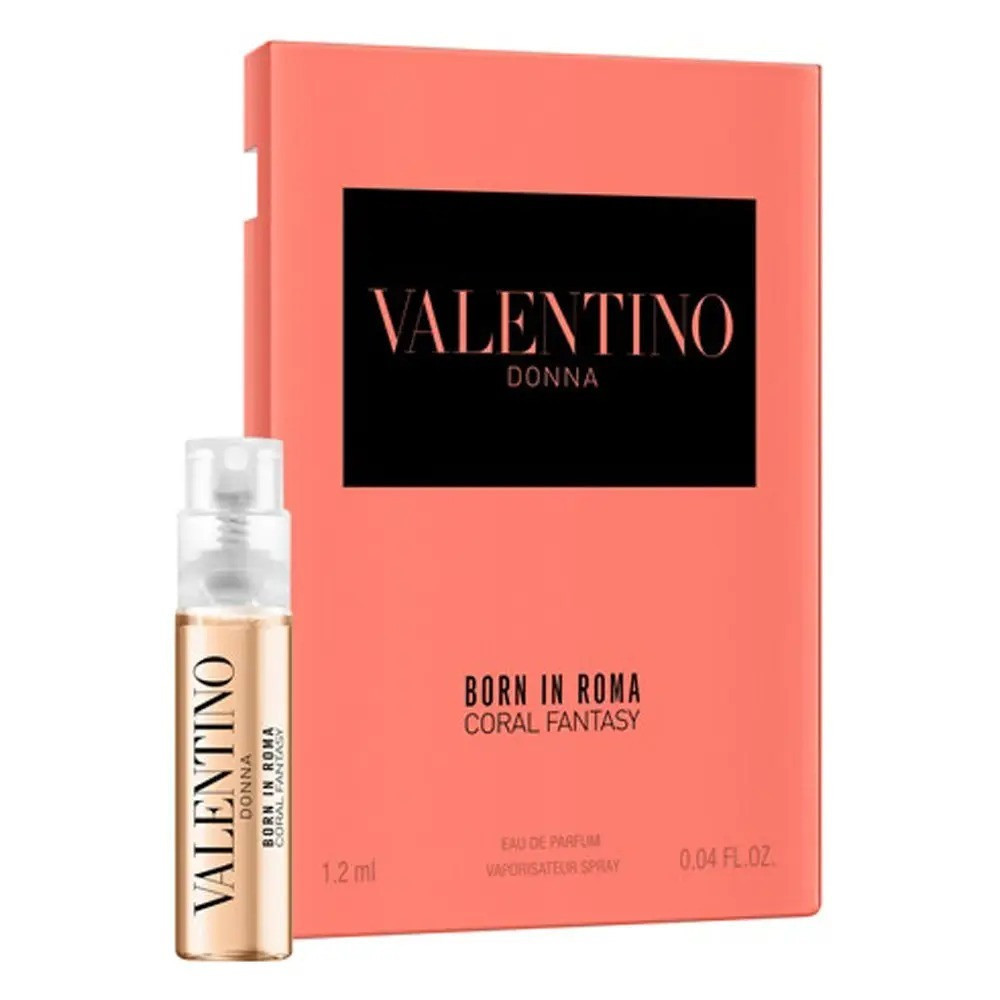 VALENTINO
DONNA
BORN IN ROMA
CORAL FANTASY
EAU DE PARFUM
VAPORISATEUR SPRAY
1.2 ml
0.04 FL.OZ.
VALENTINO
DONNA
BORN IN ROMA
CORAL FANTASY